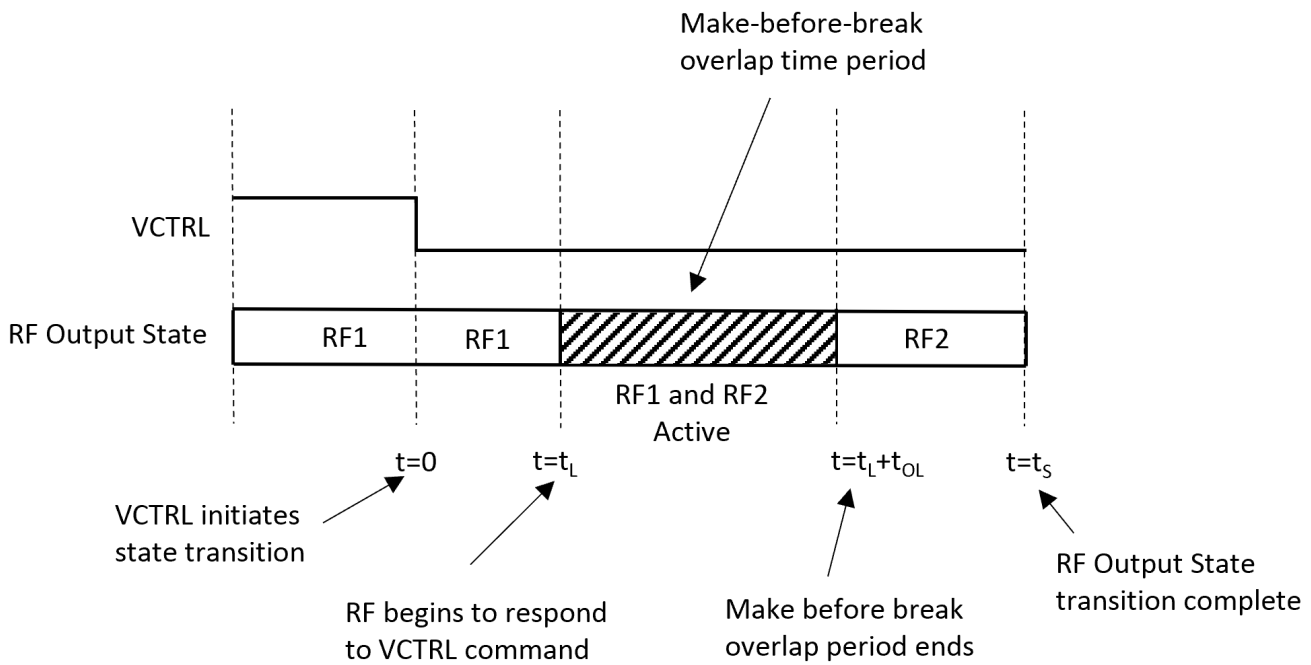 Make-before-break
overlap time period
VCTRL
RF Output State
RF1
RF1
RF2
RF1 and RF2
Active
t=0
t=tL
t=tL+tOL
t=tS
VCTRL initiates
state transition
RF begins to respond
to VCTRL command
Make before break
overlap period ends
RF Output State
transition complete